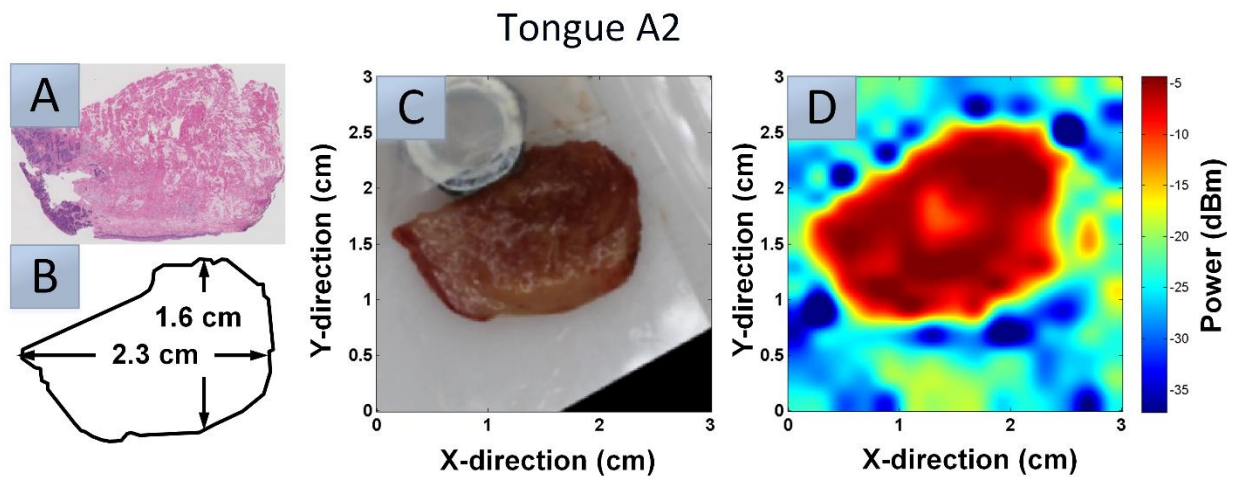 Tongue A2
A
B
1.6 cm
2.3 cm
C
Y-direction (cm)
3
2.5
2
1.5
1
0.5
0
0
1
2
3
X-direction (cm)
D
Y-direction (cm)
3
2.5
2
1.5
1
0.5
0
0
1
2
3
X-direction (cm)
-5
-10
-15
-20
-25
-30
-35
Power (dBm)